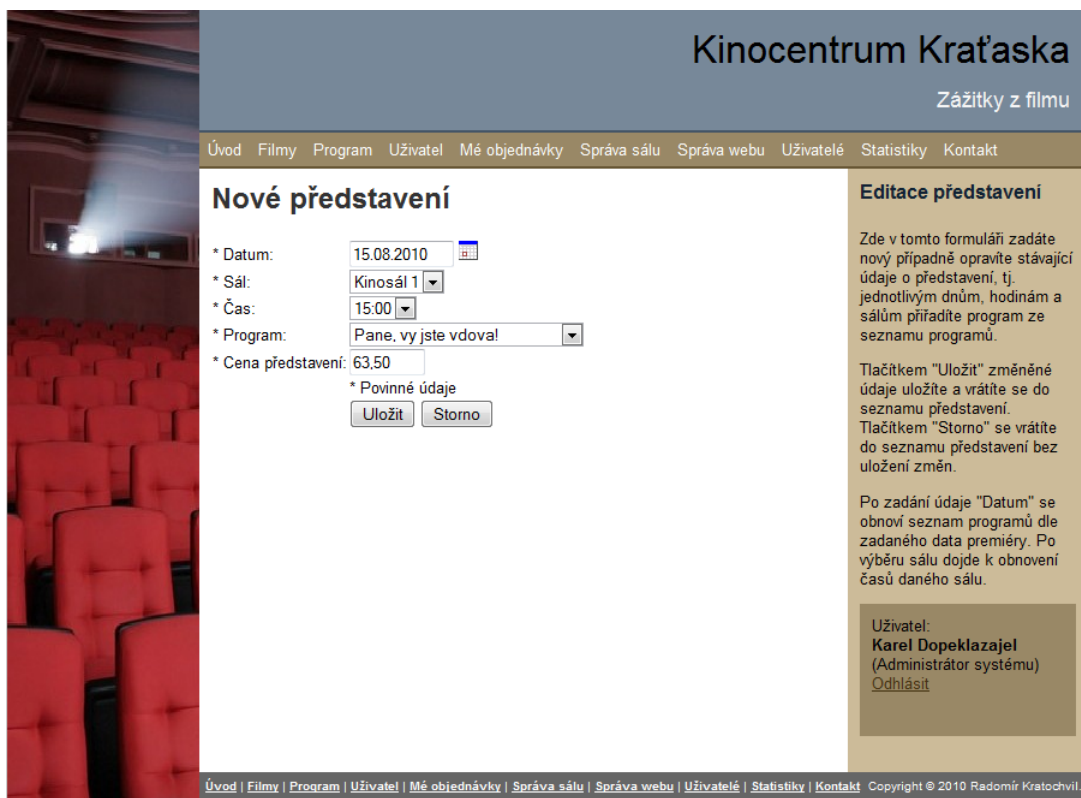 Kinocentrum Kraťaska
Zážitky z filmu
Úvod Filmy Program Uživatel Mé objednávky Správa sálu Správa webu Uživatelé Statistiky Kontakt
Nové představení
* Datum: 15.08.2010
* Sál: Kinosál 1
* Čas: 15:00
* Program: Pane, vy jste vdova!
* Cena představení: 63,50
* Povinné údaje
Uložit Storno
Editace představení
Zde v tomto formuláři zadáte
nový případně opravíte stávající
údaje o představení, tj.
jednotlivým dnům, hodinám a
sálům přiřadíte program ze
seznamu programů.
Tlačítkem "Uložit" změněné
údaje uložíte a vrátíte se do
seznamu představení.
Tlačítkem "Storno" se vrátíte
do seznamu představení bez
uložení změn.
Po zadání údaje "Datum" se
obnoví seznam programů dle
zadaného data premiéry. Po
výběru sálu dojde k obnovení
časů daného sálu.
Uživatel:
Karel Dopeklazajel
(Administrátor systému)
Odhlásit
Úvod | Filmy | Program | Uživatel | Mé objednávky | Správa sálu | Správa webu | Uživatelé | Statistiky | Kontakt Copyright © 2010 Radomír Kratochvil.